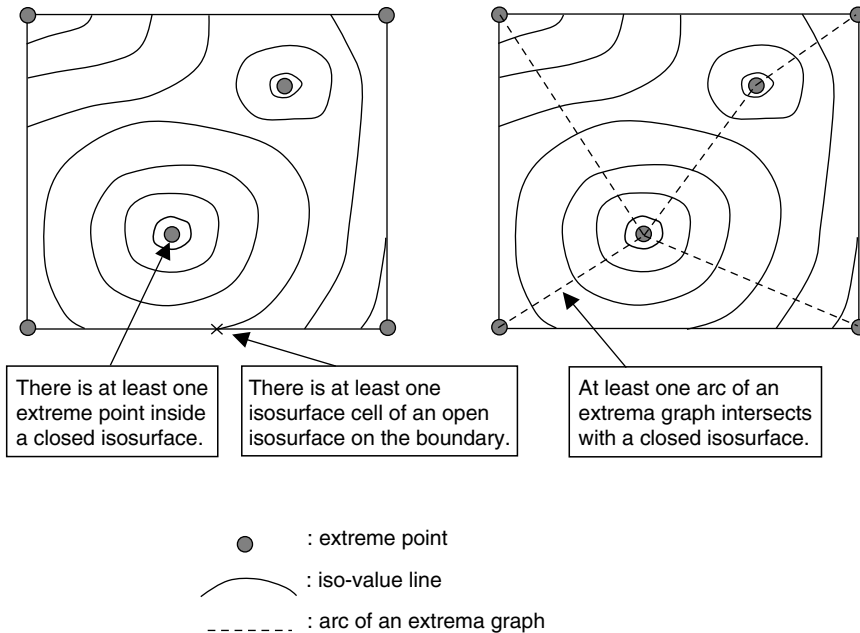 There is at least one
extreme point inside
a closed isosurface.
There is at least one
isosurface cell of an open
isosurface on the boundary.
At least one arc of an
extrema graph intersects
with a closed isosurface.
: extreme point
: iso-value line
: arc of an extrema graph